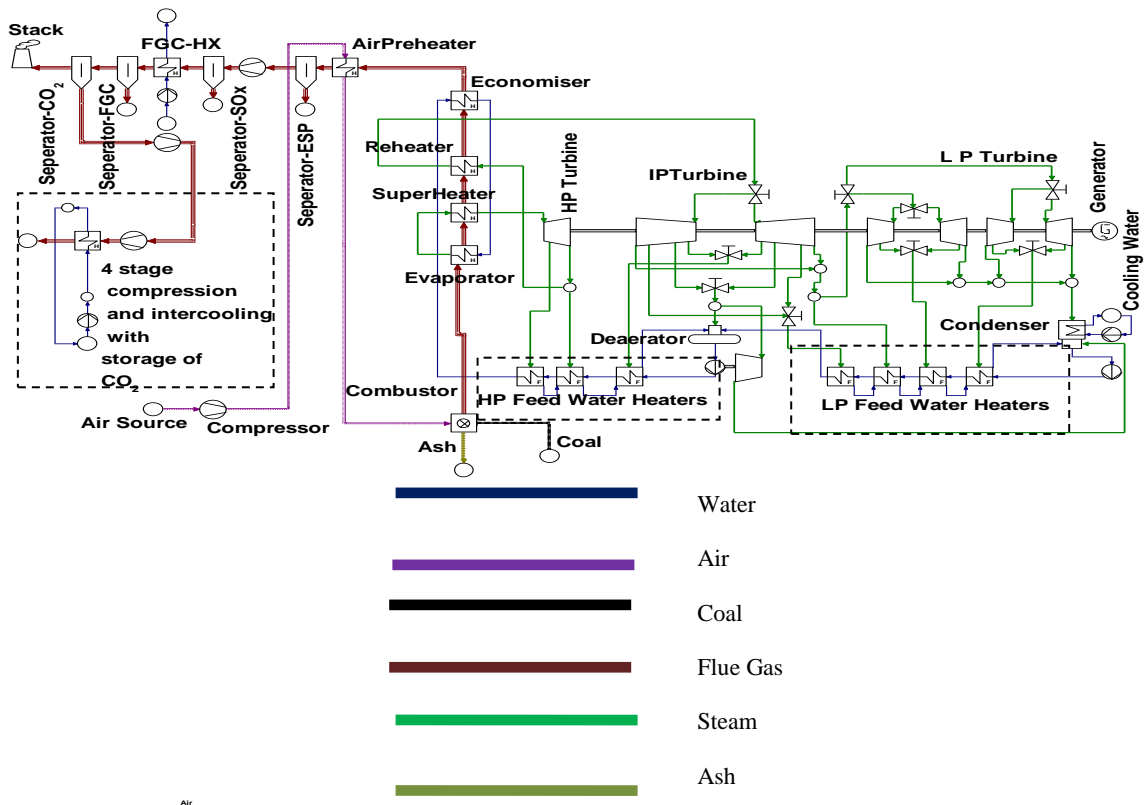 Stack
FGC-HX
AirPreheater
Economiser
Seperator-CO2
Seperator-FGC
Seperator-SOx
Seperator-ESP
Reheater
SuperHeater
HP Turbine
IPTurbine
L P Turbine
Generator
Evaporator
4 stage
compression
and intercooling
with
storage of
CO2
Cooling Water
Condenser
Deaerator
Combustor
HP Feed Water Heaters
LP Feed Water Heaters
Air Source
Compressor
Ash
Coal
Water
Air
Coal
Flue Gas
Steam
Ash
Air